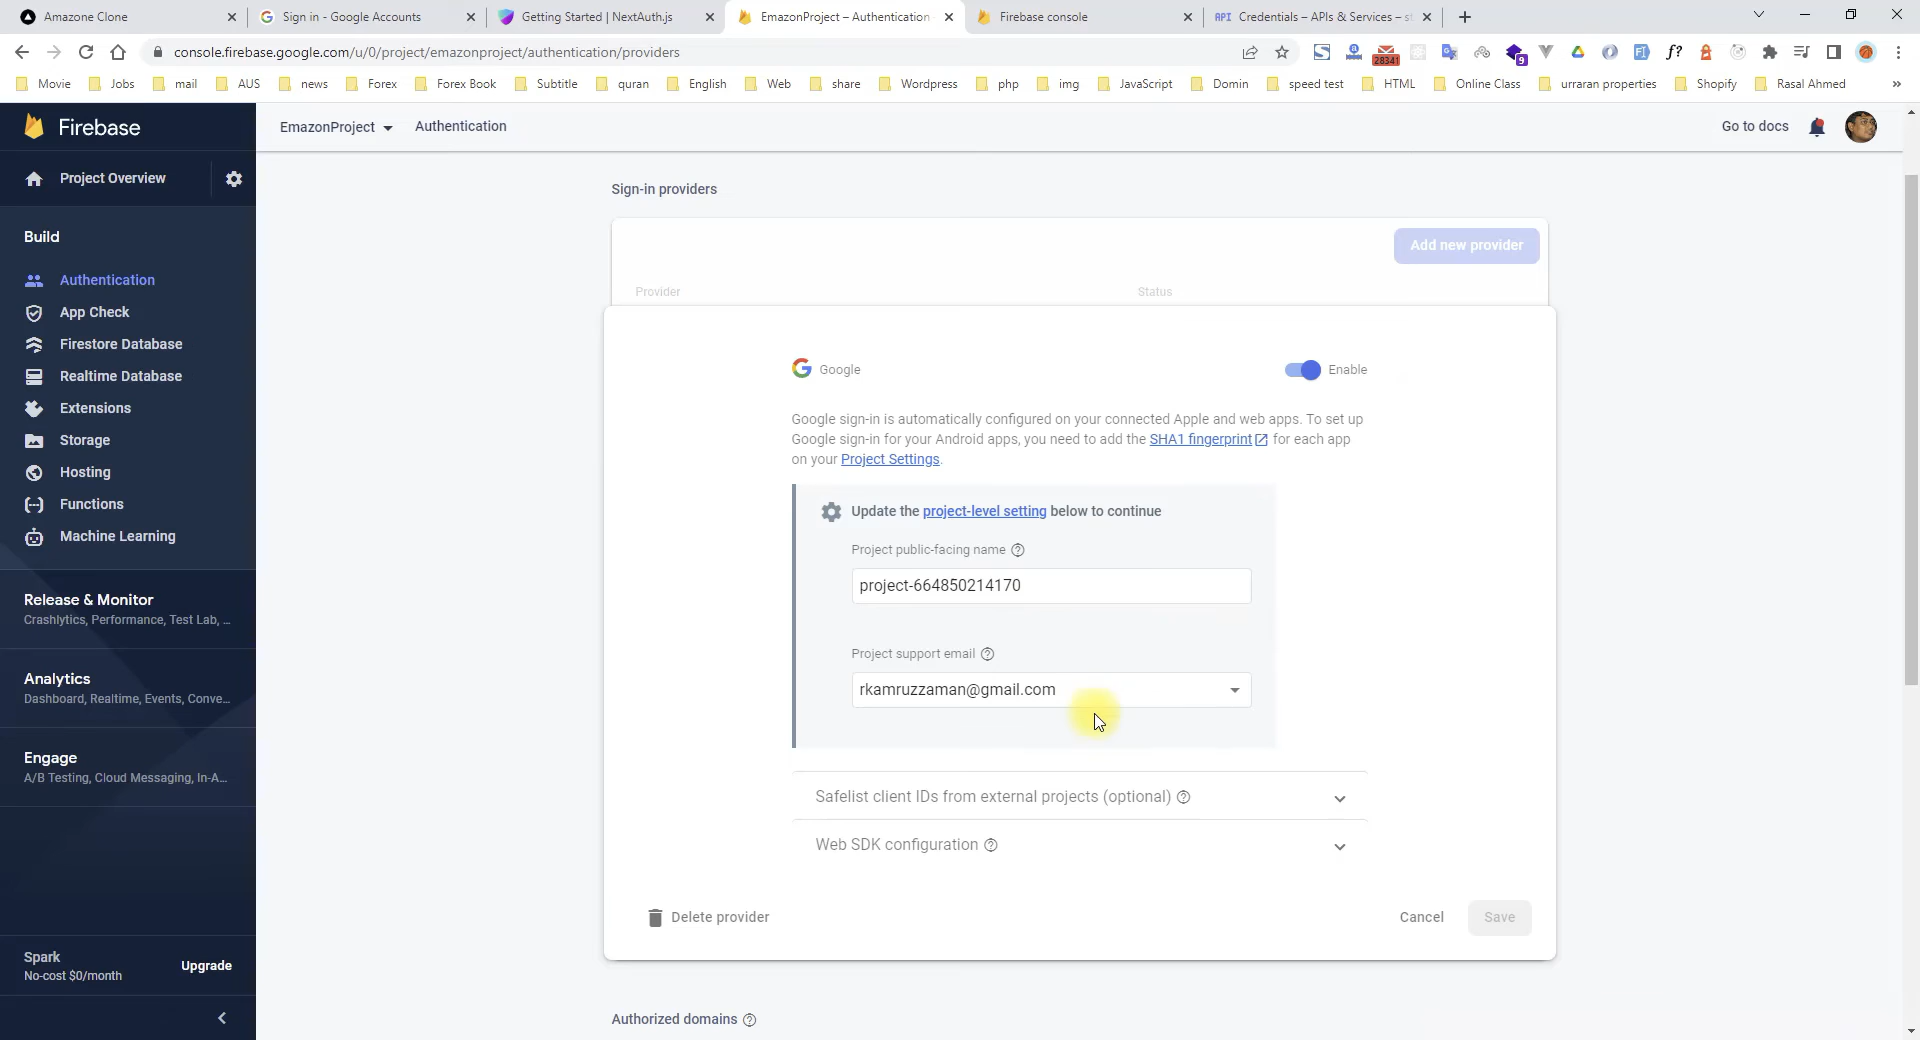 Amazone Clone
Sign in - Google Accounts
Getting Started | NextAuth.js
EmazonProject – Authentication
Firebase console
API Credentials – APIs & Services – st
console.firebase.google.com/u/0/project/emazonproject/authentication/providers
28341
f?
9
Movie
Jobs
mail
AUS
news
Forex
Forex Book
Subtitle
quran
English
Web
share
Wordpress
php
img
JavaScript
Domin
speed test
HTML
Online Class
urraran properties
Shopify
Rasal Ahmed
»
Firebase
EmazonProject
Authentication
Go to docs
Project Overview
Build
Authentication
App Check
Firestore Database
Realtime Database
Extensions
Storage
Hosting
Functions
Machine Learning
Release & Monitor
Crashlytics, Performance, Test Lab, ...
Analytics
Dashboard, Realtime, Events, Conve...
Engage
A/B Testing, Cloud Messaging, In-A...
Spark
No-cost $0/month
Upgrade
Sign-in providers
Add new provider
Provider
Status
Google
Enable
Google sign-in is automatically configured on your connected Apple and web apps. To set up
Google sign-in for your Android apps, you need to add the SHA1 fingerprint for each app
on your Project Settings.
Update the project-level setting below to continue
Project public-facing name
project-664850214170
Project support email
rkamruzzaman@gmail.com
Safelist client IDs from external projects (optional)
Web SDK configuration
Delete provider
Cancel
Save
Authorized domains